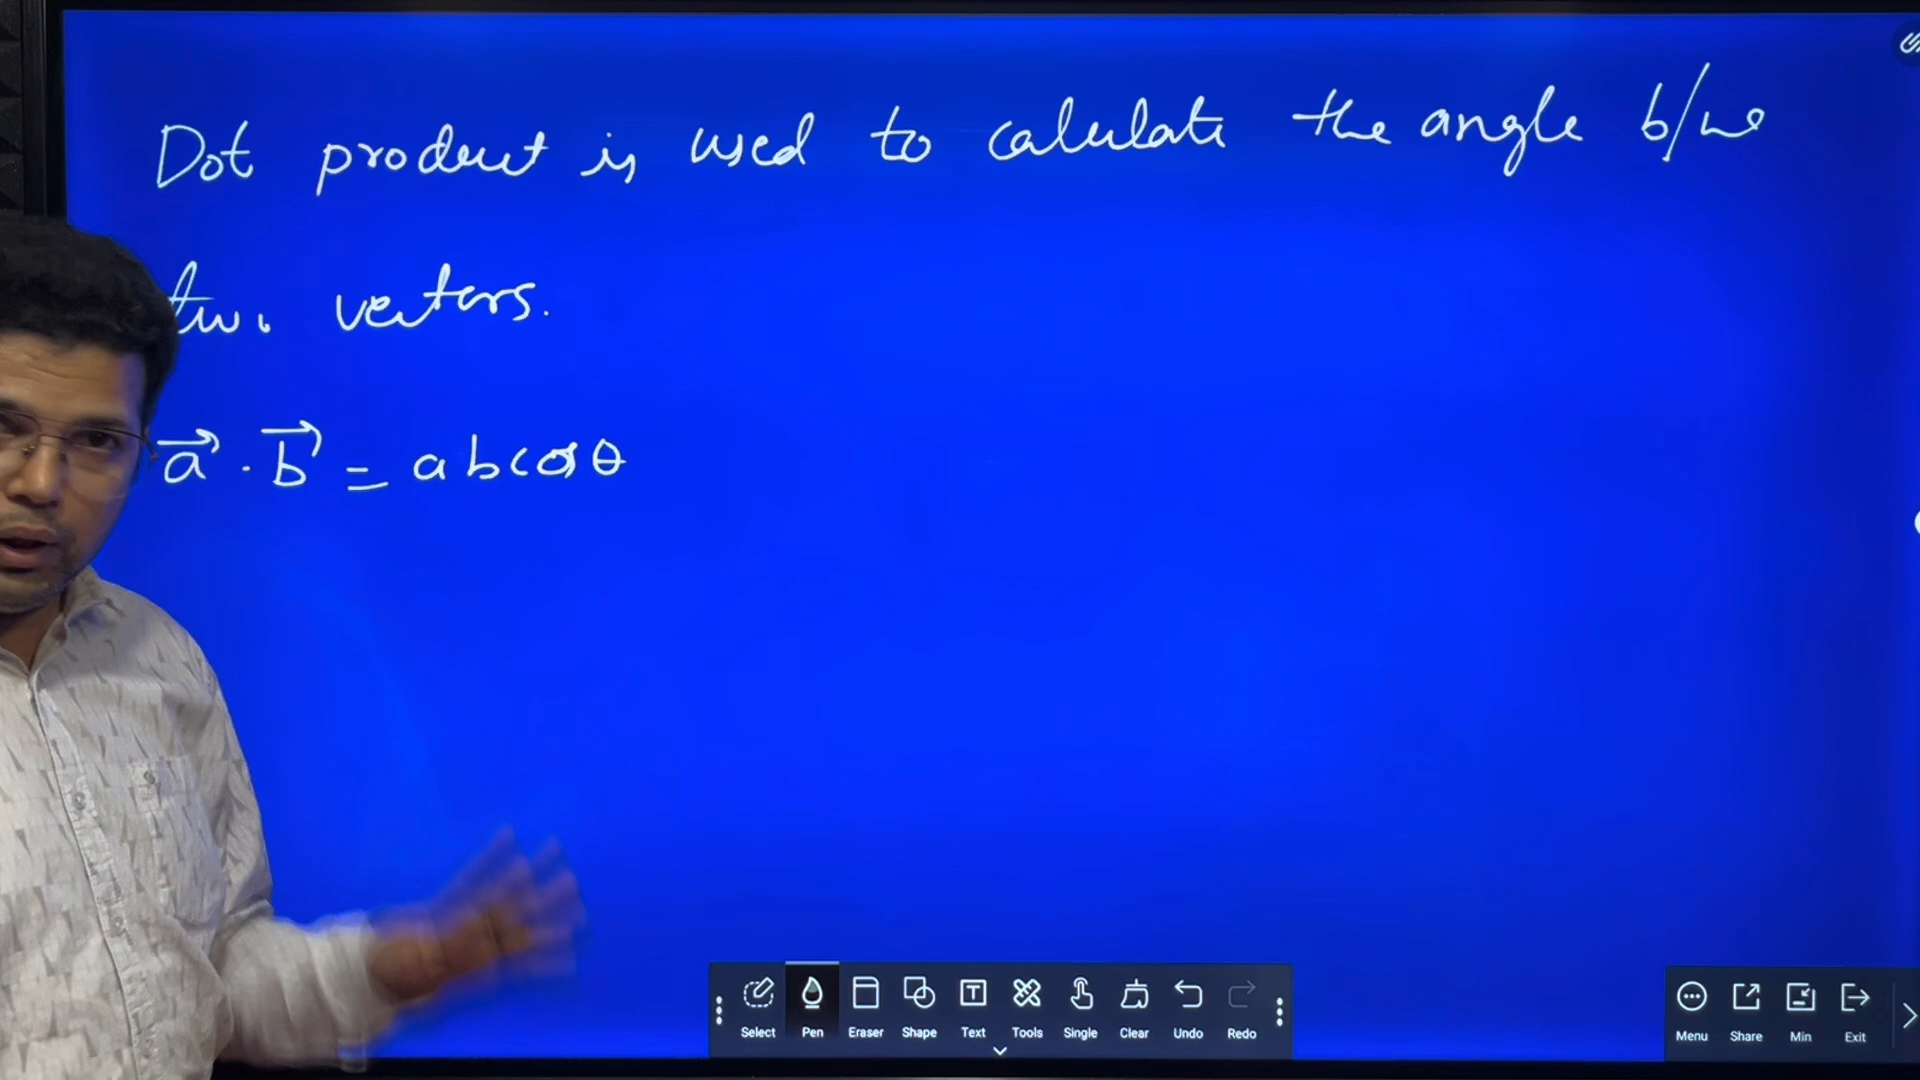 Dot product is used to calulate the angle b/w
two vectors.
a⃗ . b⃗ = a b cos θ
Select Pen Eraser Shape Text Tools Single Clear Undo Redo
Menu Share Min Exit